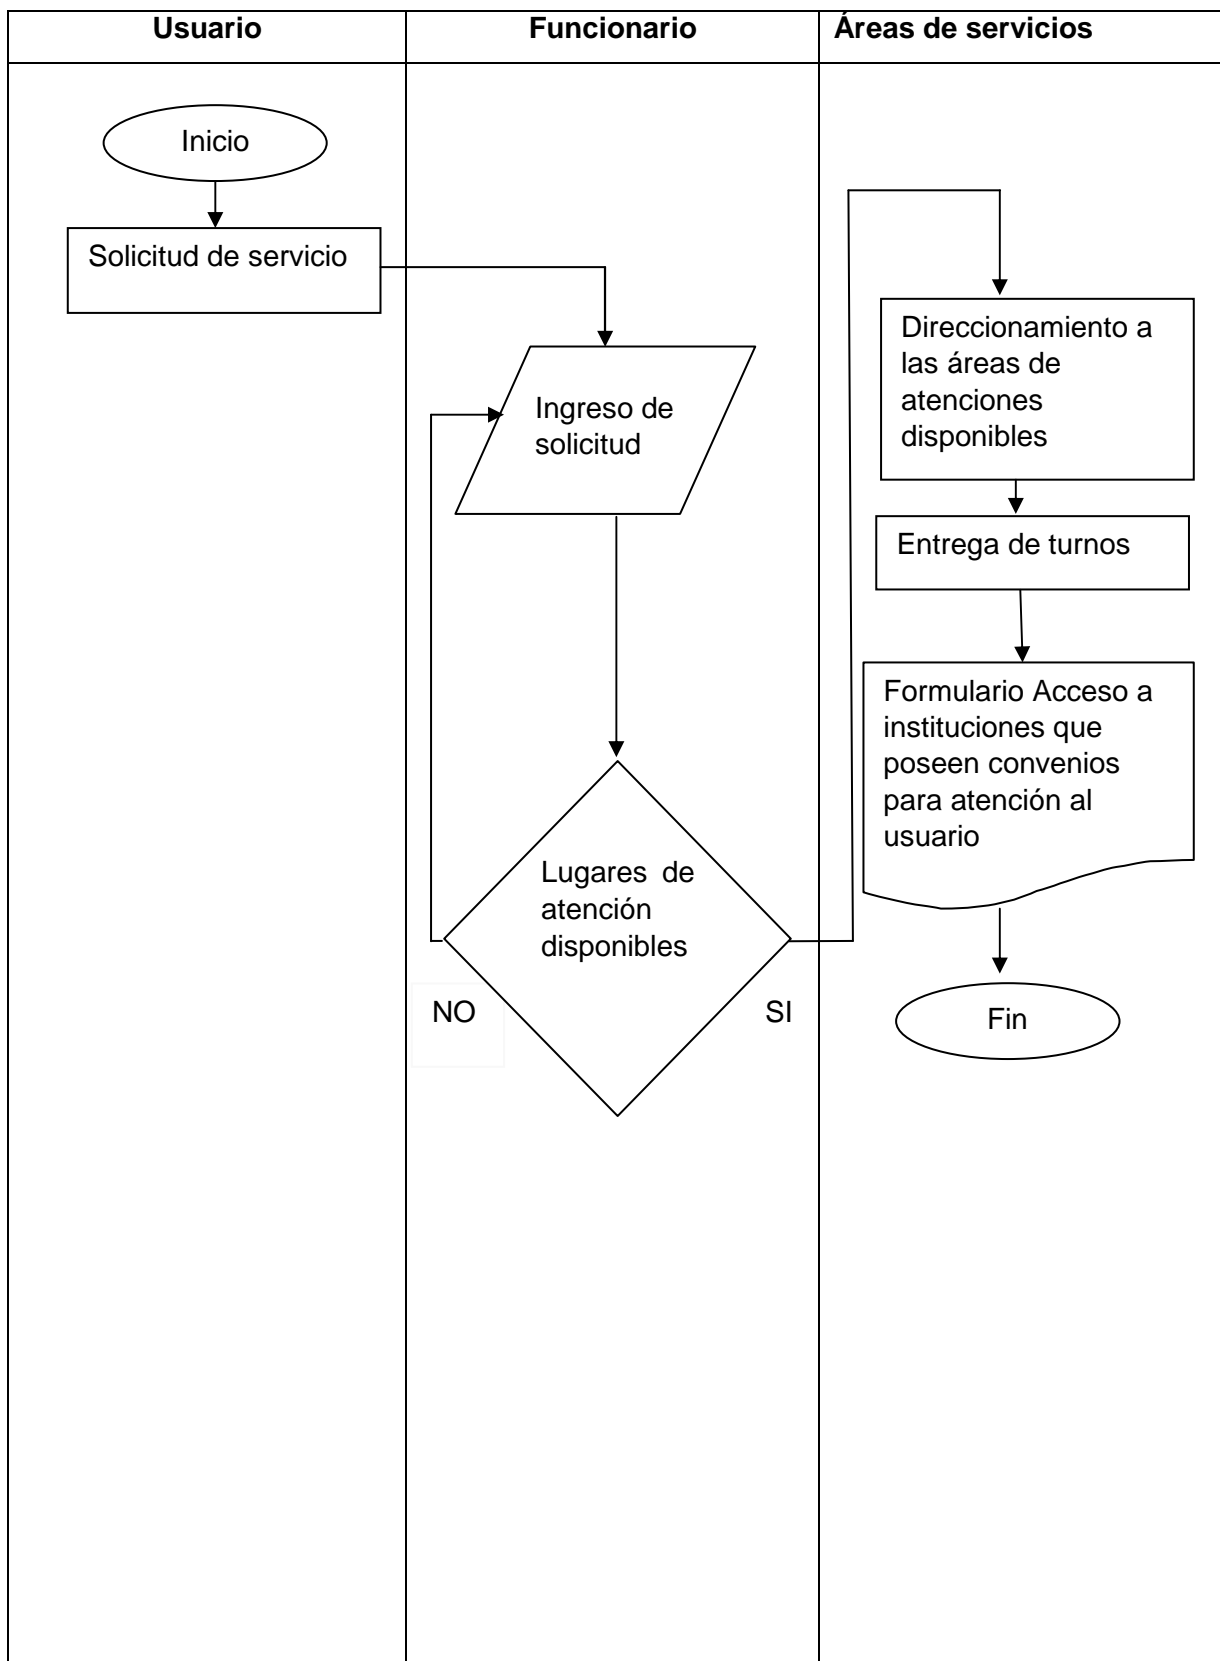 Usuario
Funcionario
Áreas de servicios
Inicio
Solicitud de servicio
Ingreso de
solicitud
Lugares de
atención
disponibles
NO
SI
Direccionamiento a
las áreas de
atenciones
disponibles
Entrega de turnos
Formulario Acceso a
instituciones que
poseen convenios
para atención al
usuario
Fin